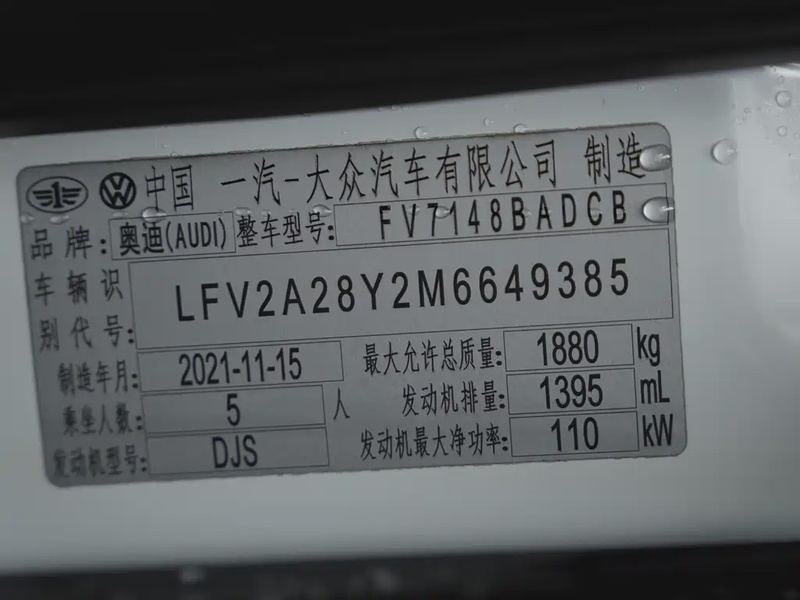 中国 一汽-大众汽车有限公司 制造
品牌:奥迪(AUDI) 整车型号: FV7148BADCB
车辆识别代号: LFV2A28Y2M6649385
制造年月: 2021-11-15 最大允许总质量: 1880 kg
乘坐人数: 5 人 发动机排量: 1395 mL
发动机型号: DJS 发动机最大净功率: 110 kW